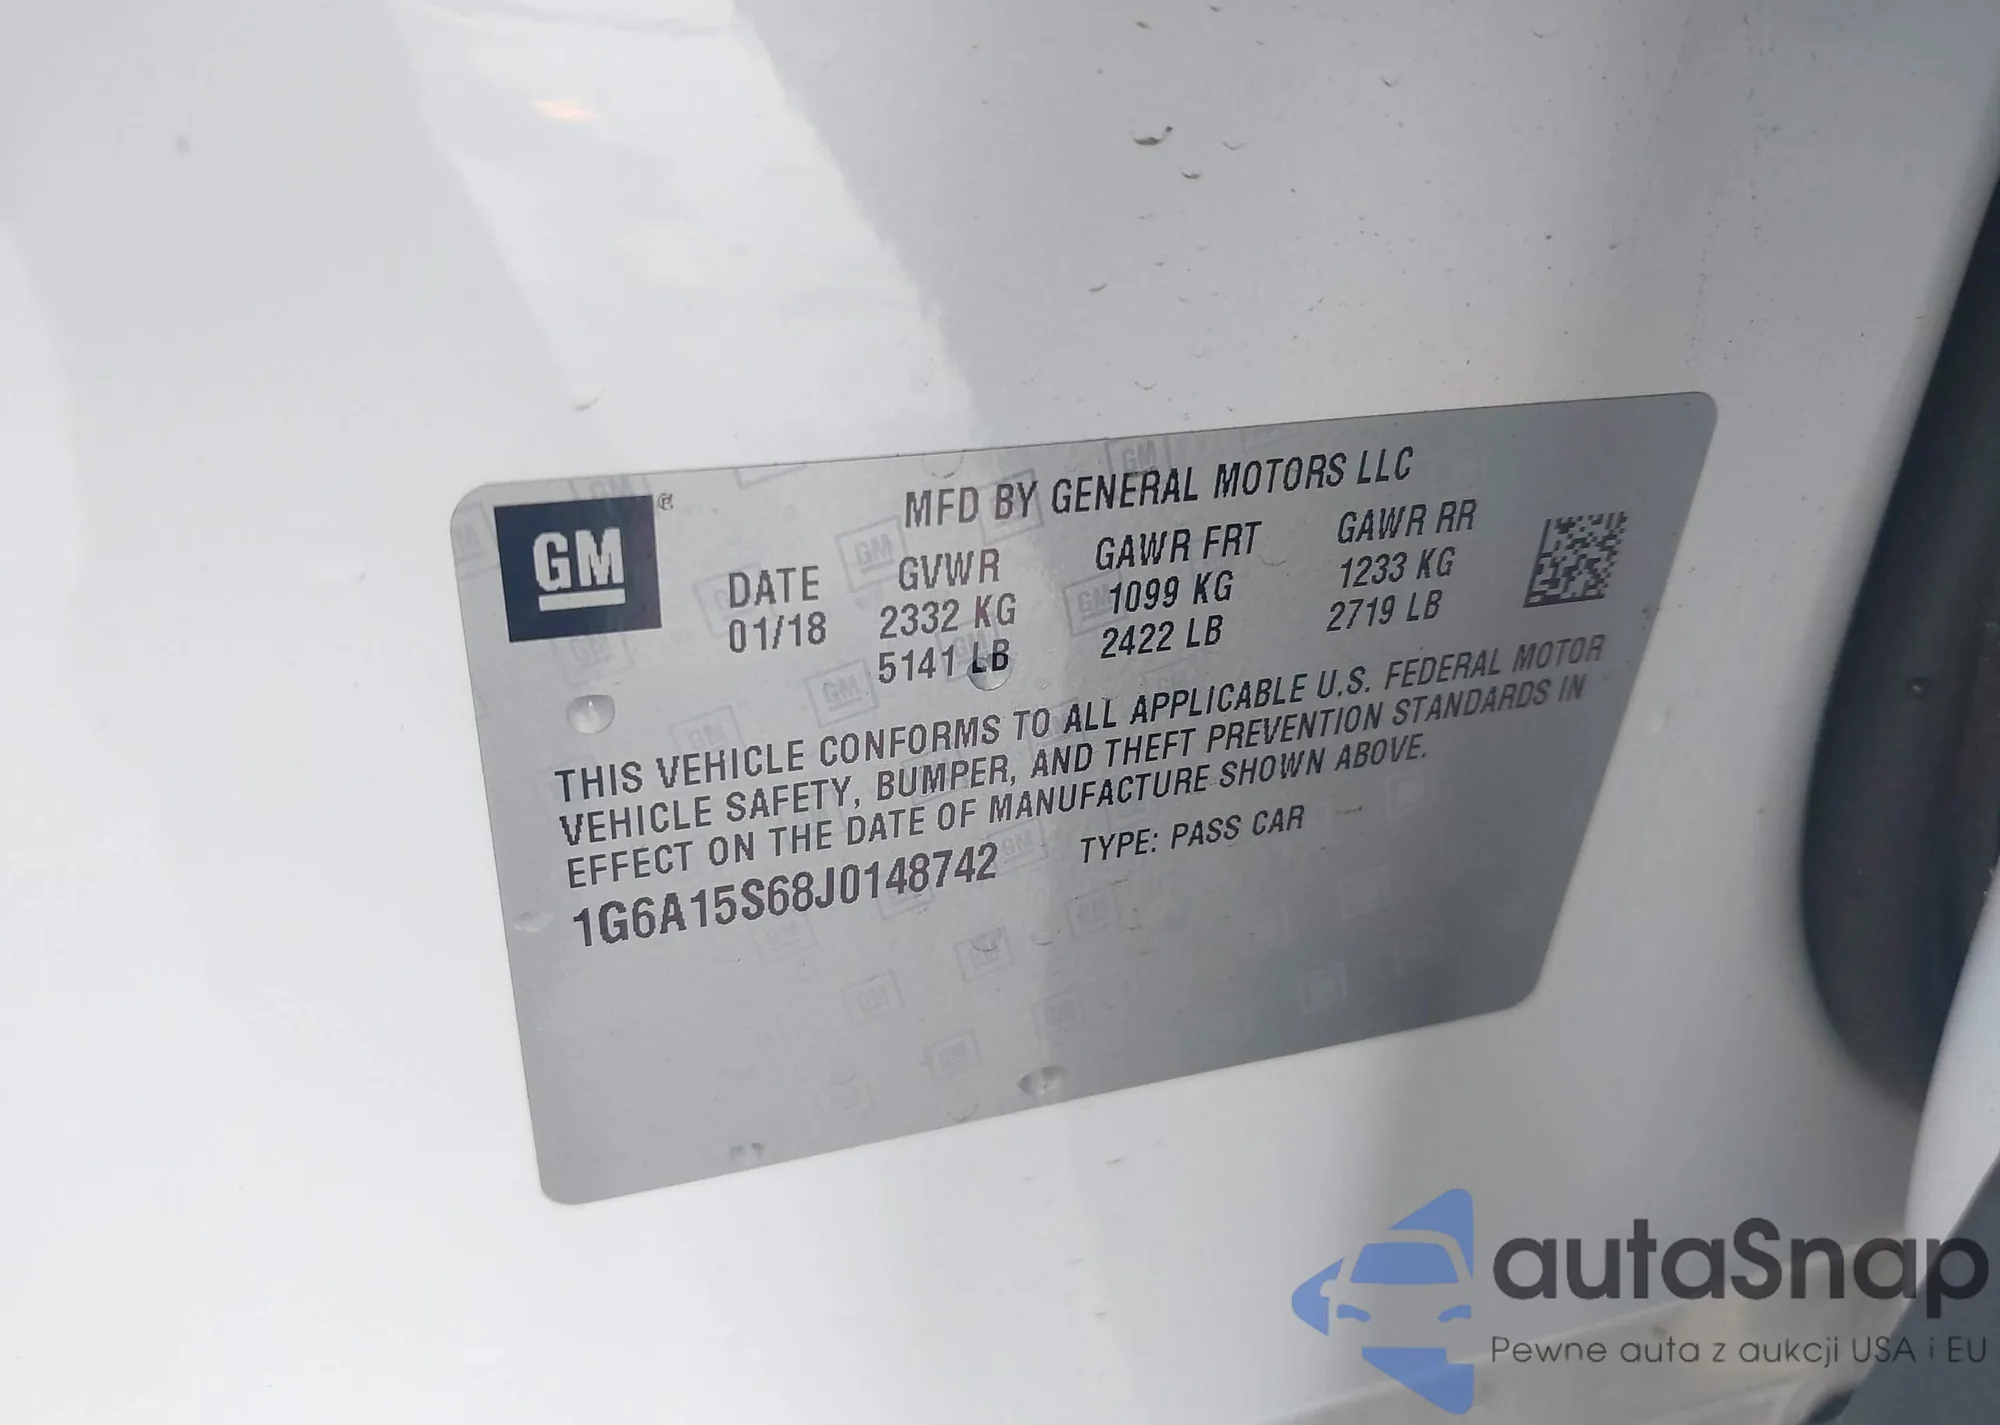 GM ®
MFD BY GENERAL MOTORS LLC
DATE GVWR GAWR FRT GAWR RR
01/18 2332 KG 1099 KG 1233 KG
5141 LB 2422 LB 2719 LB
THIS VEHICLE CONFORMS TO ALL APPLICABLE U.S. FEDERAL MOTOR
VEHICLE SAFETY, BUMPER, AND THEFT PREVENTION STANDARDS IN
EFFECT ON THE DATE OF MANUFACTURE SHOWN ABOVE.
1G6A15S68J0148742 TYPE: PASS CAR
autaSnap
Pewne auta z aukcji USA i EU